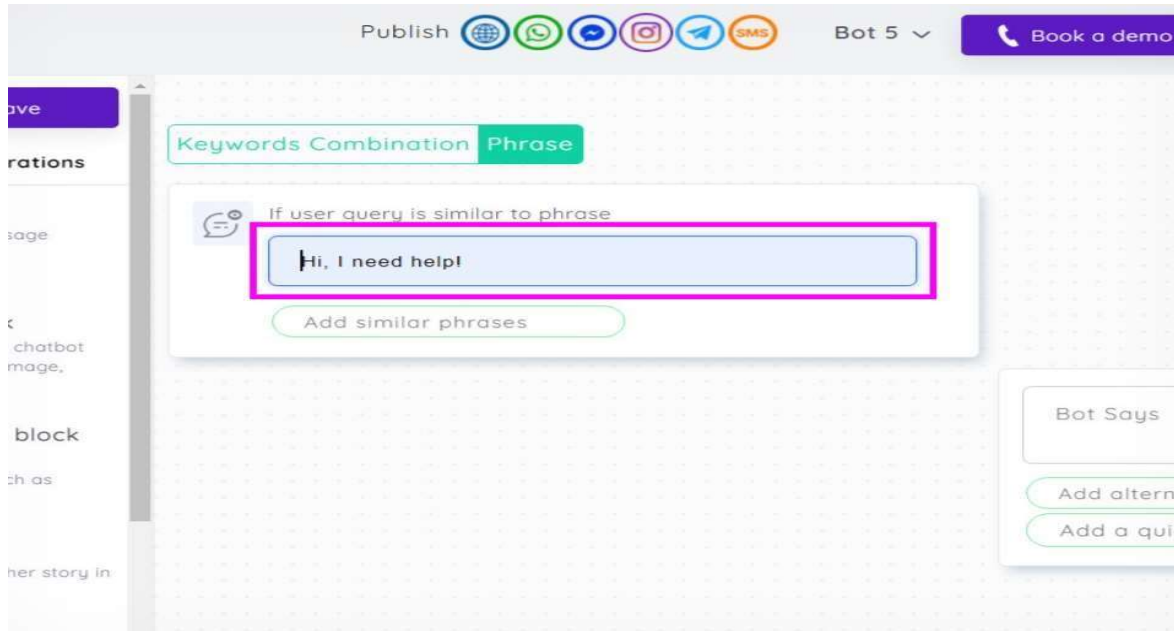 Publish SMS Bot 5 Book a demo
ave
Keywords Combination Phrase
rations
If user query is similar to phrase
sage
Hi, I need help!
Add similar phrases
k
chatbot
mage,
Bot Says
block
ch as
Add altern
Add a qui
her story in